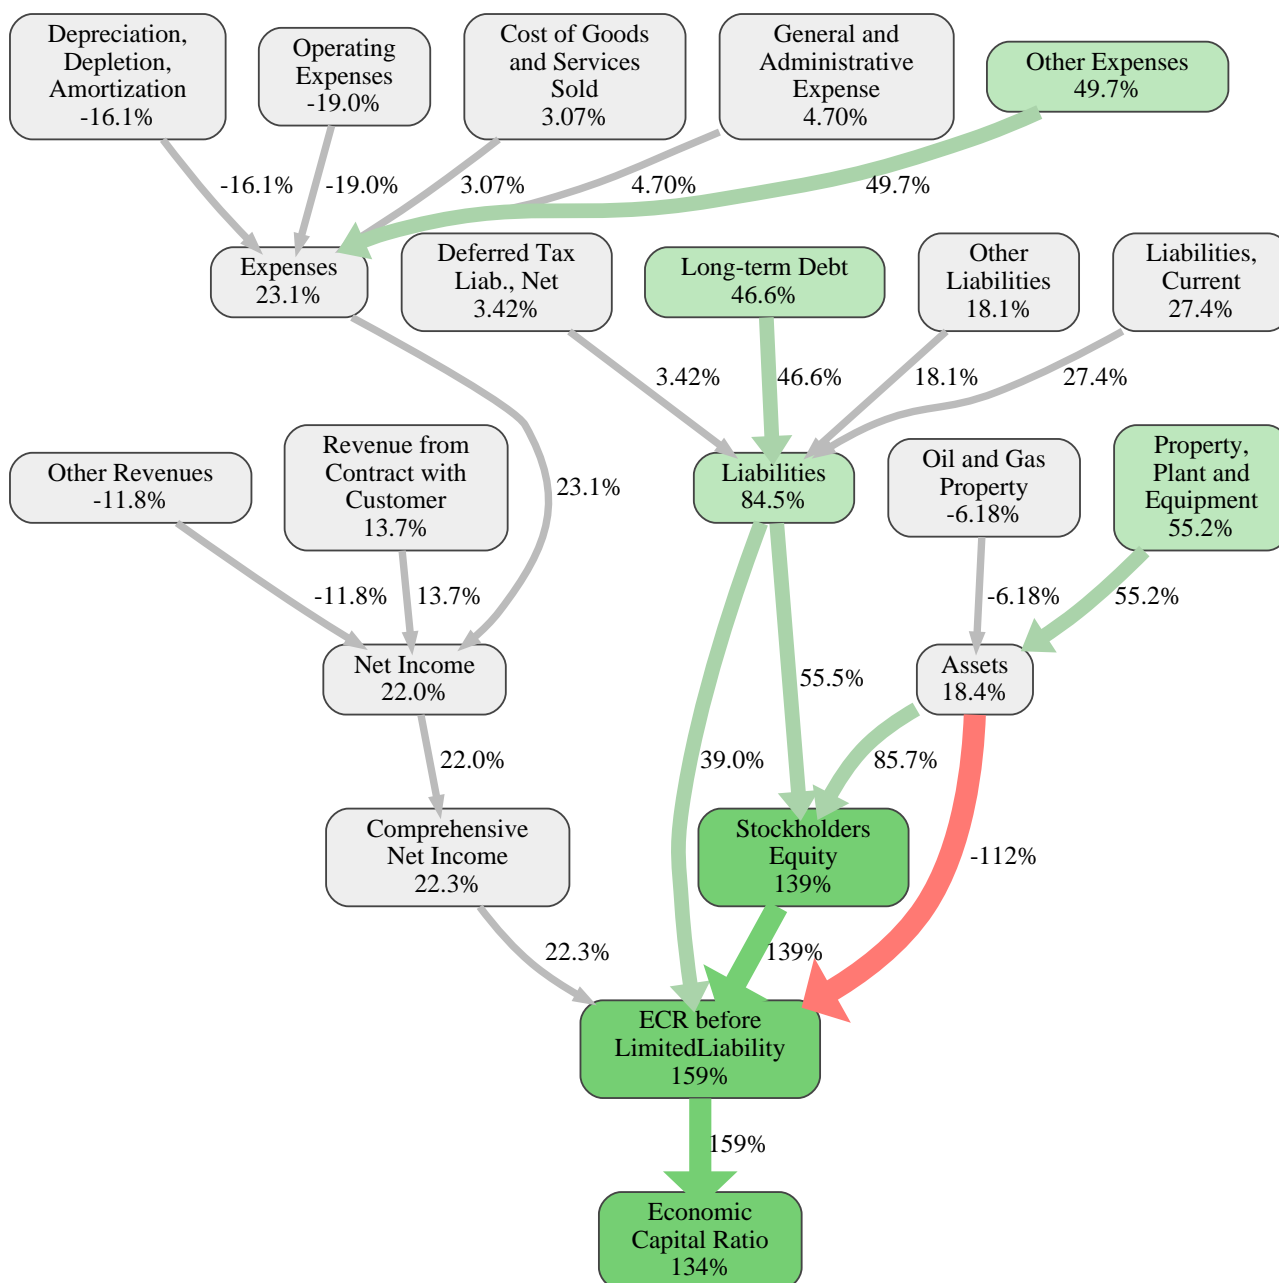 Depreciation,
Depletion,
Amortization
-16.1%
Operating
Expenses
-19.0%
Cost of Goods
and Services
Sold
3.07%
General and
Administrative
Expense
4.70%
Other Expenses
49.7%
-16.1%
-19.0%
3.07%
4.70%
49.7%
Expenses
23.1%
Deferred Tax
Liab., Net
3.42%
Long-term Debt
46.6%
Other
Liabilities
18.1%
Liabilities,
Current
27.4%
3.42%
46.6%
18.1%
27.4%
Other Revenues
-11.8%
Revenue from
Contract with
Customer
13.7%
23.1%
Liabilities
84.5%
Oil and Gas
Property
-6.18%
Property,
Plant and
Equipment
55.2%
-11.8%
13.7%
-6.18%
55.2%
Net Income
22.0%
55.5%
Assets
18.4%
22.0%
39.0%
85.7%
Comprehensive
Net Income
22.3%
Stockholders
Equity
139%
-112%
22.3%
139%
ECR before
LimitedLiability
159%
159%
Economic
Capital Ratio
134%